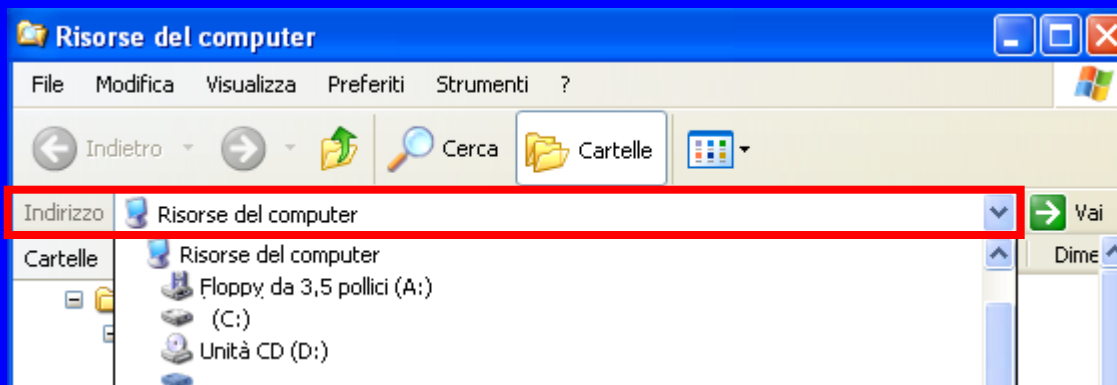 Risorse del computer
File Modifica Visualizza Preferiti Strumenti ?
Indietro Cerca Cartelle
Indirizzo Risorse del computer Vai
Cartelle Risorse del computer Dime
Floppy da 3,5 pollici (A:)
(C:)
Unità CD (D:)